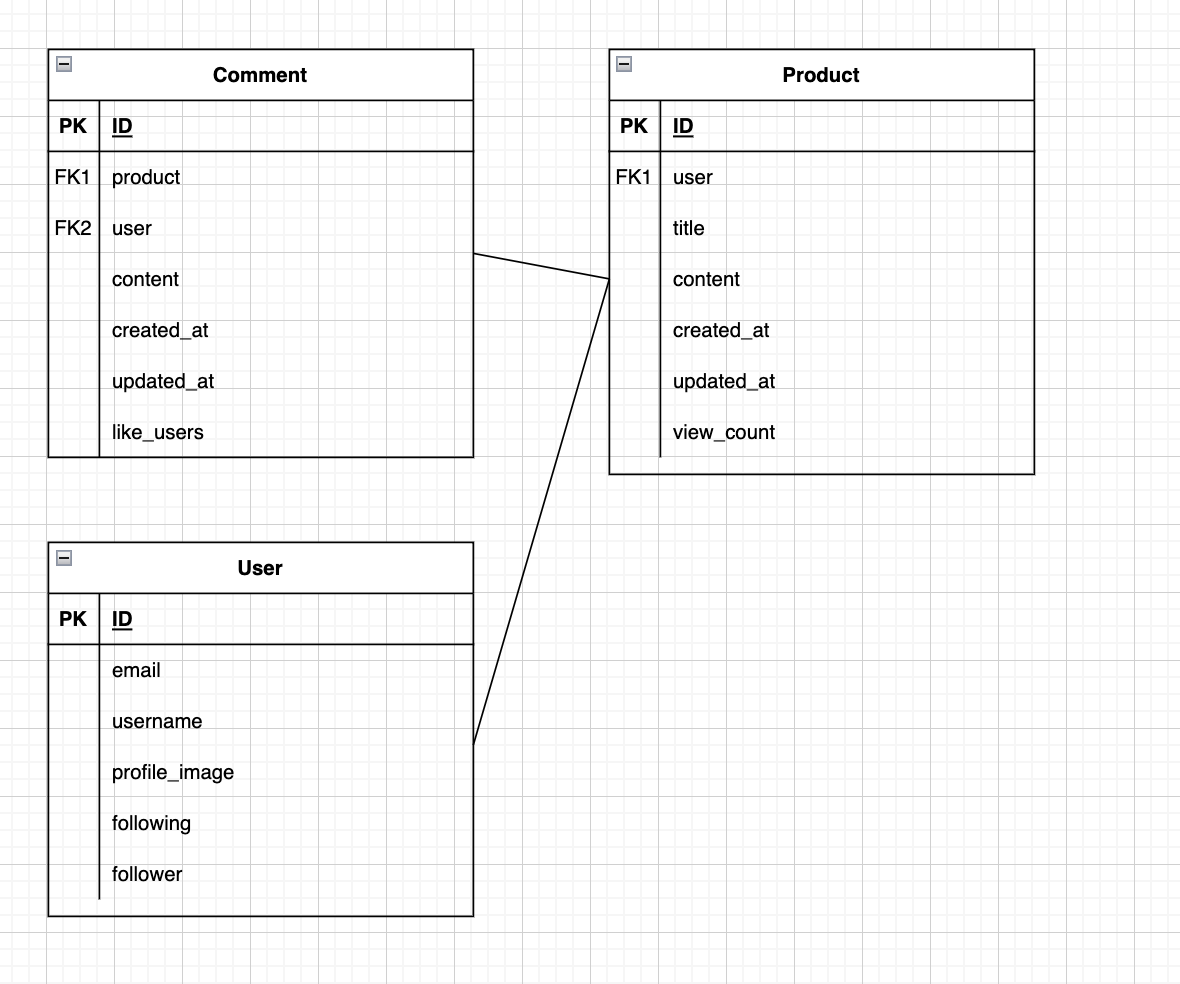 Comment
PK ID
FK1 product
FK2 user
content
created_at
updated_at
like_users
Product
PK ID
FK1 user
title
content
created_at
updated_at
view_count
User
PK ID
email
username
profile_image
following
follower